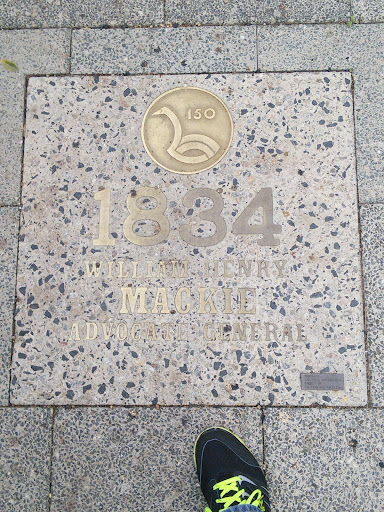 150
1834
WILLIAM HENRY
MACKIE
ADVOCATE GENERAL